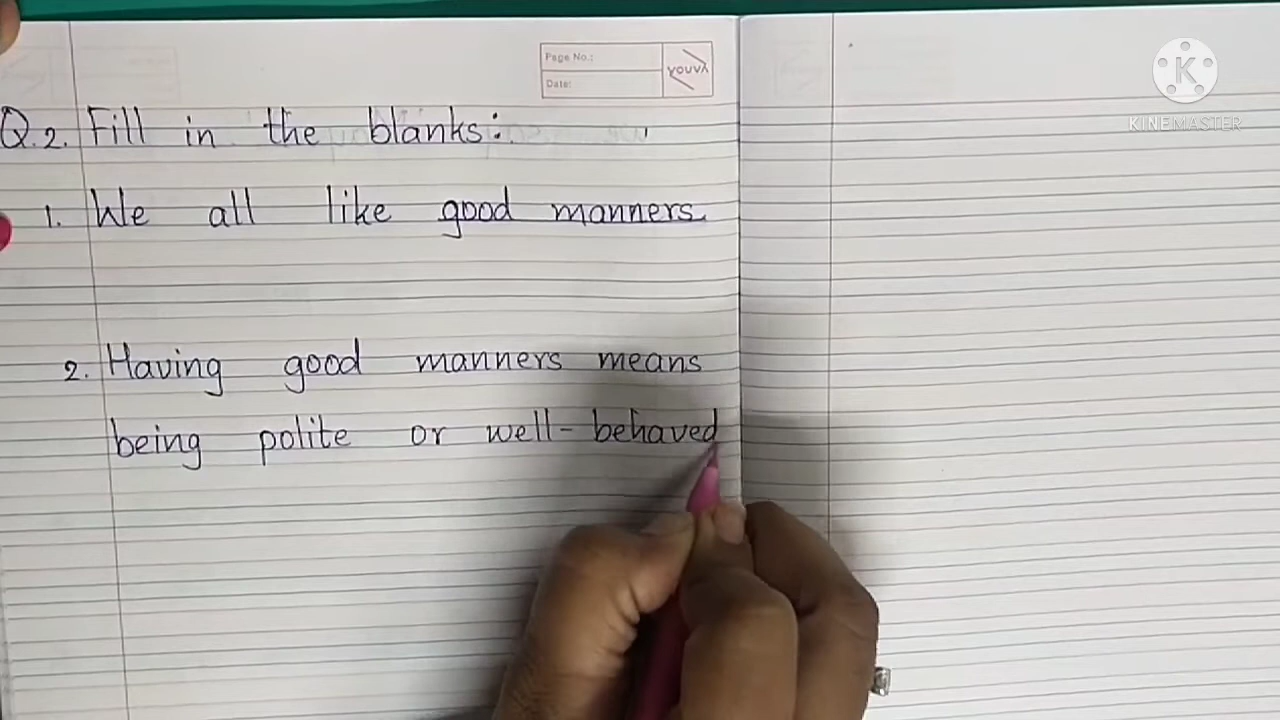 Page No.:
Date:
YOUVA
KINEMASTER
Q.2. Fill in the blanks:
1. We all like good manners.
2. Having good manners means
being polite or well-behaved